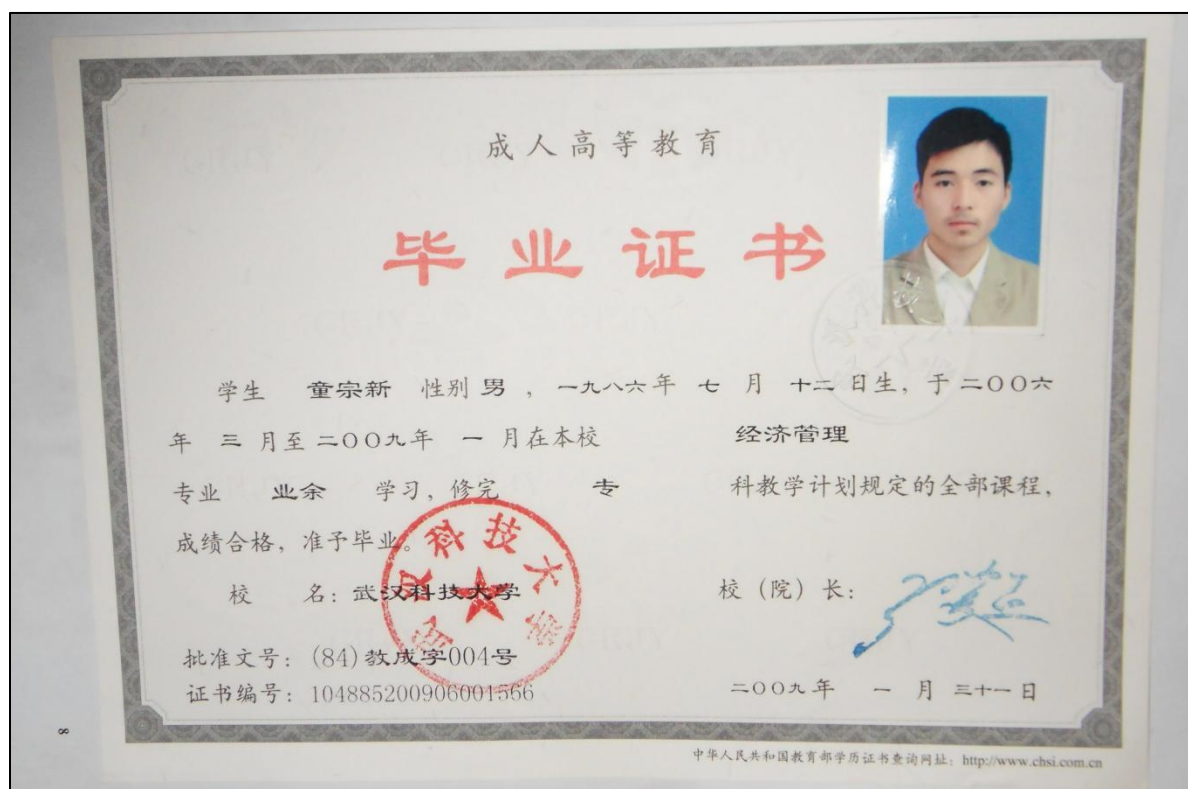 成人高等教育
毕业证书
学生 童宗新 性别 男 ，一九八六年 七 月 十二 日生，于 二〇〇六
年 三 月至 二〇〇九年 一 月在本校 经济管理
专业 业余 学习，修完 专 科教学计划规定的全部课程，
成绩合格，准予毕业。
校 名：武汉科技大学 校（院）长：
武汉科技大学
批准文号：(84)教成字004号
证书编号：104885200906001566 二〇〇九年 一 月 三十一 日
8
中华人民共和国教育部学历证书查询网址：http://www.chsi.com.cn